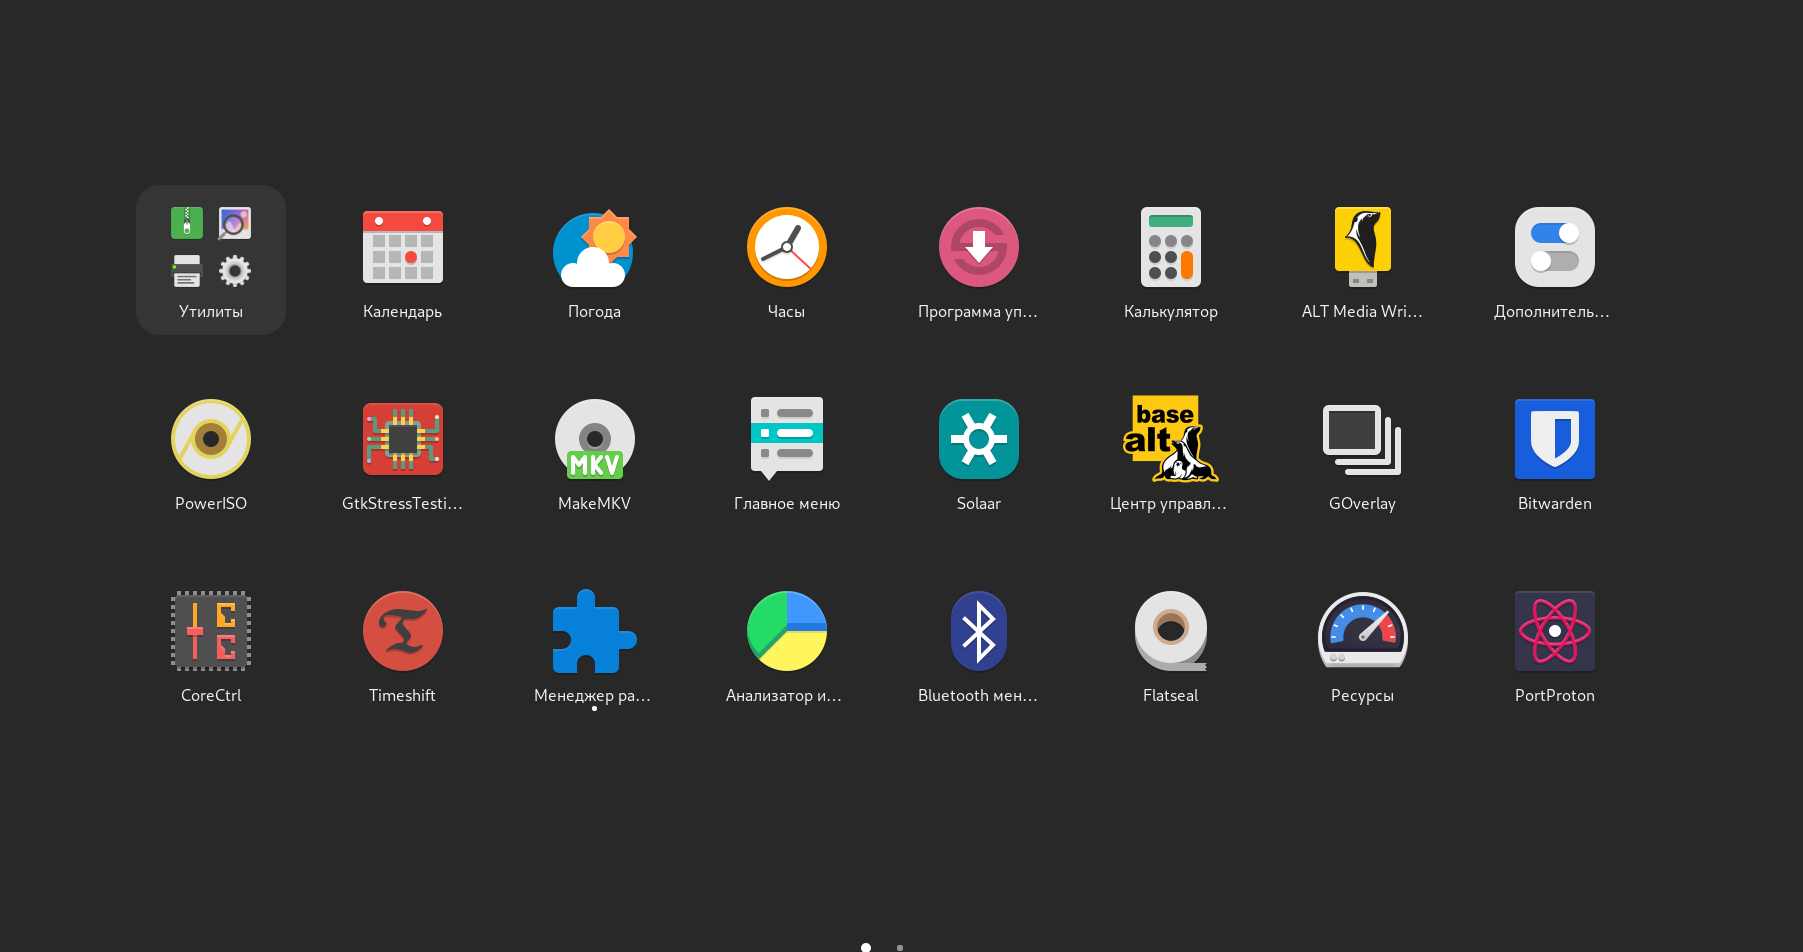 Утилиты
Календарь
Погода
Часы
Программа уп...
Калькулятор
ALT Media Wri...
Дополнитель...
MKV
base
alt
PowerISO
GtkStressTesti...
MakeMKV
Главное меню
Solaar
Центр управл...
GOverlay
Bitwarden
CoreCtrl
Timeshift
Менеджер ра...
Анализатор и...
Bluetooth мен...
Flatseal
Ресурсы
PortProton